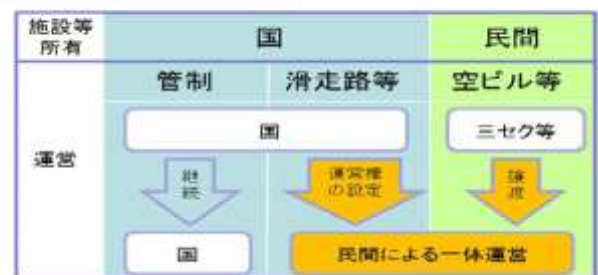 施設等
所有
国
民間
管制
滑走路等
空ビル等
運営
国
三セク等
継
続
運営権
の設定
譲
渡
国
民間による一体運営